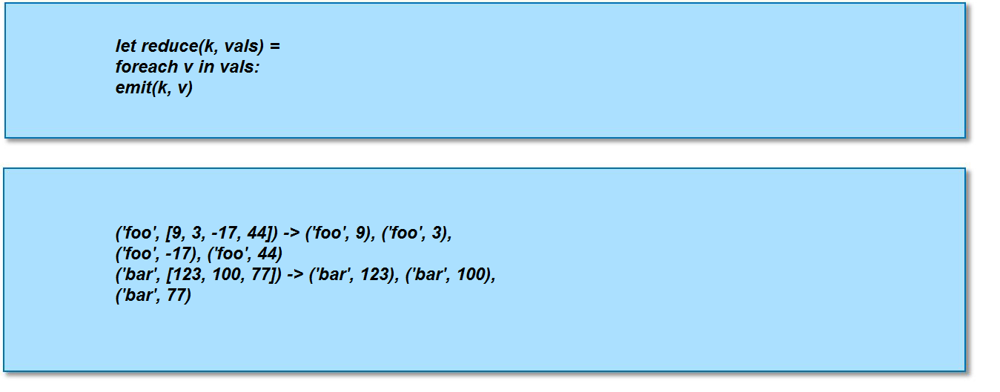 let reduce(k, vals) =
foreach v in vals:
emit(k, v)
('foo', [9, 3, -17, 44]) -> ('foo', 9), ('foo', 3),
('foo', -17), ('foo', 44)
('bar', [123, 100, 77]) -> ('bar', 123), ('bar', 100),
('bar', 77)